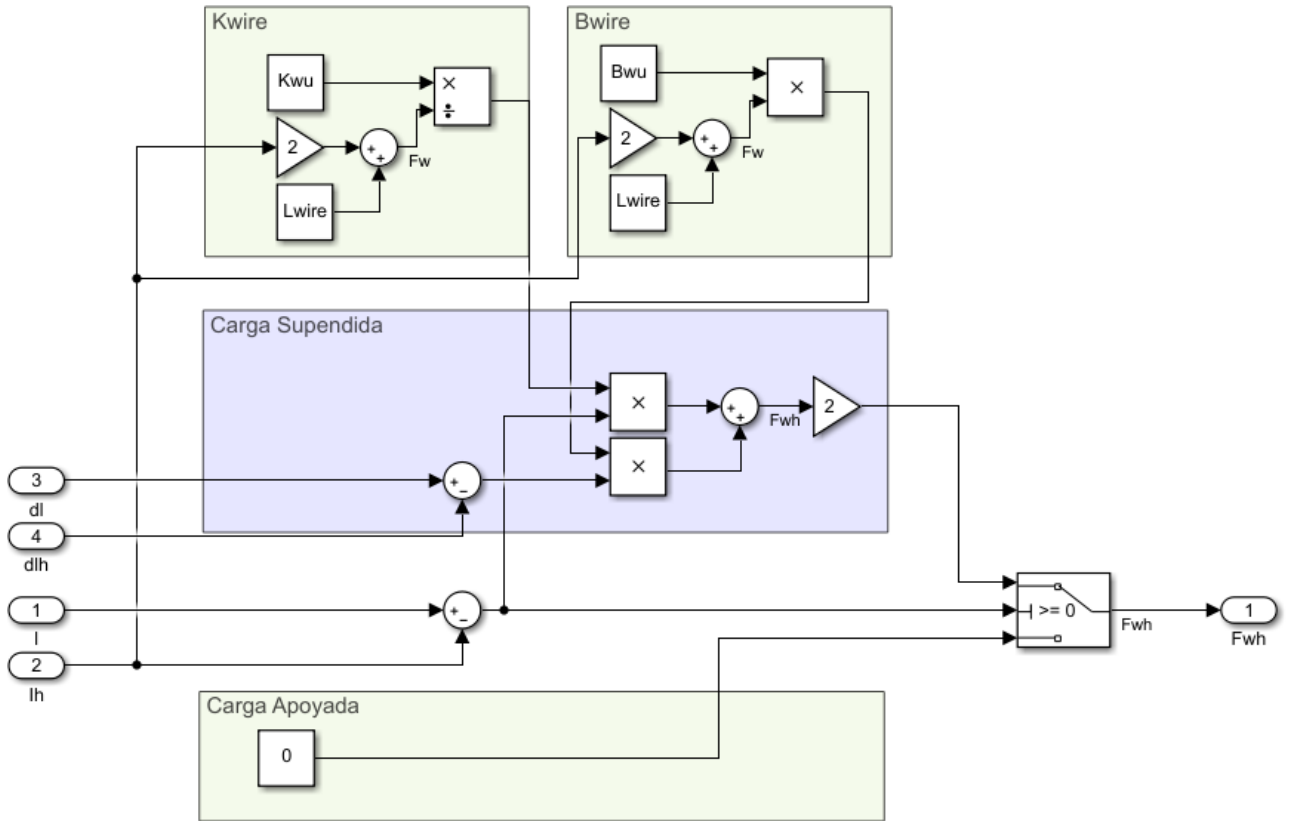 Kwire
Bwire
Kwu
×
÷
2
+
+
Fw
Lwire
Bwu
×
2
+
+
Fw
Lwire
Carga Supendida
×
+
+
Fwh
2
×
3
dl
+
−
4
dlh
1
l
+
−
2
lh
>= 0
Fwh
1
Fwh
Carga Apoyada
0